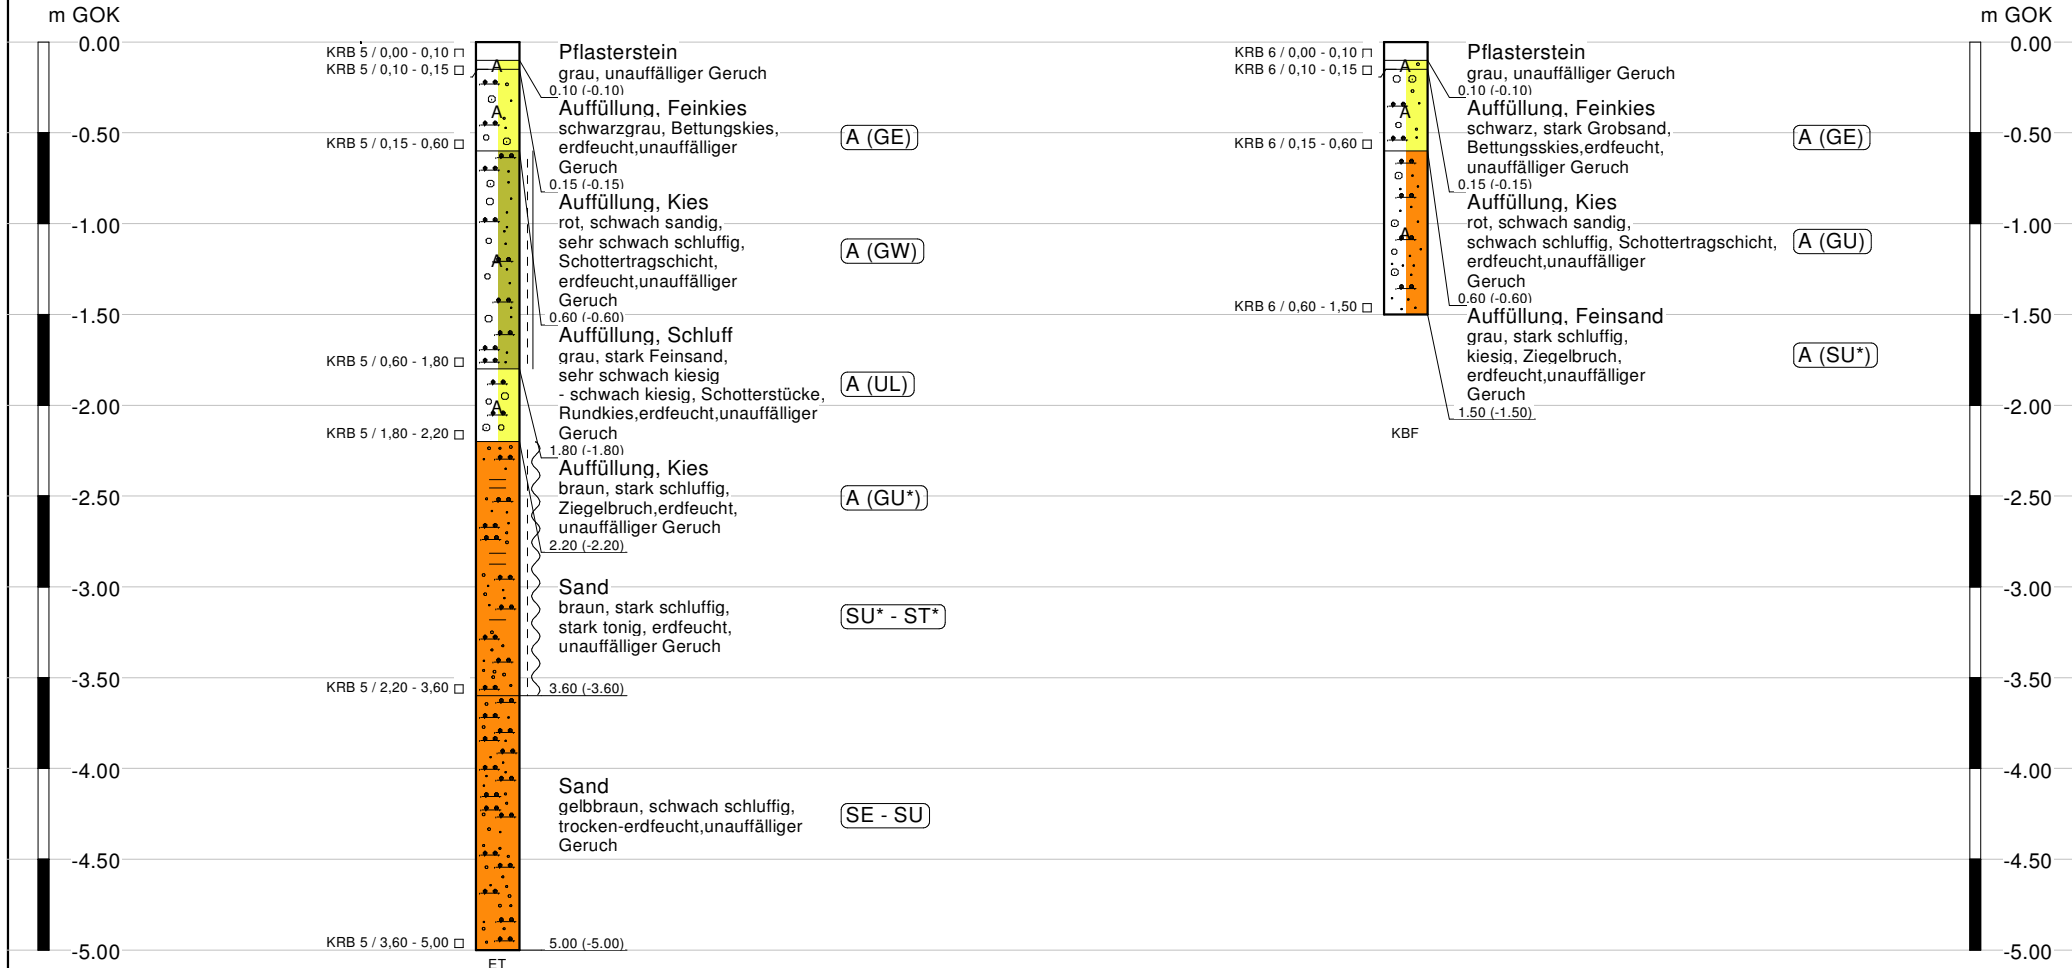 m GOK
0.00
-0.50
-1.00
-1.50
-2.00
-2.50
-3.00
-3.50
-4.00
-4.50
-5.00
KRB 5 / 0,00 - 0,10
KRB 5 / 0,10 - 0,15
KRB 5 / 0,15 - 0,60
KRB 5 / 0,60 - 1,80
KRB 5 / 1,80 - 2,20
KRB 5 / 2,20 - 3,60
KRB 5 / 3,60 - 5,00
A
A
A
A
ET
Pflasterstein
grau, unauffälliger Geruch
0.10 (-0.10)
Auffüllung, Feinkies
schwarzgrau, Bettungskies,
erdfeucht,unauffälliger
Geruch
0.15 (-0.15)
A (GE)
Auffüllung, Kies
rot, schwach sandig,
sehr schwach schluffig,
Schottertragschicht,
erdfeucht,unauffälliger
Geruch
0.60 (-0.60)
A (GW)
Auffüllung, Schluff
grau, stark Feinsand,
sehr schwach kiesig
- schwach kiesig, Schotterstücke,
Rundkies,erdfeucht,unauffälliger
Geruch
1.80 (-1.80)
A (UL)
Auffüllung, Kies
braun, stark schluffig,
Ziegelbruch,erdfeucht,
unauffälliger Geruch
2.20 (-2.20)
A (GU*)
Sand
braun, stark schluffig,
stark tonig, erdfeucht,
unauffälliger Geruch
3.60 (-3.60)
SU* - ST*
Sand
gelbbraun, schwach schluffig,
trocken-erdfeucht,unauffälliger
Geruch
5.00 (-5.00)
SE - SU
KRB 6 / 0,00 - 0,10
KRB 6 / 0,10 - 0,15
KRB 6 / 0,15 - 0,60
KRB 6 / 0,60 - 1,50
A
A
A
KBF
Pflasterstein
grau, unauffälliger Geruch
0.10 (-0.10)
Auffüllung, Feinkies
schwarz, stark Grobsand,
Bettungsskies,erdfeucht,
unauffälliger Geruch
0.15 (-0.15)
A (GE)
Auffüllung, Kies
rot, schwach sandig,
schwach schluffig, Schottertragschicht,
erdfeucht,unauffälliger
Geruch
0.60 (-0.60)
A (GU)
Auffüllung, Feinsand
grau, stark schluffig,
kiesig, Ziegelbruch,
erdfeucht,unauffälliger
Geruch
1.50 (-1.50)
A (SU*)
m GOK
0.00
-0.50
-1.00
-1.50
-2.00
-2.50
-3.00
-3.50
-4.00
-4.50
-5.00